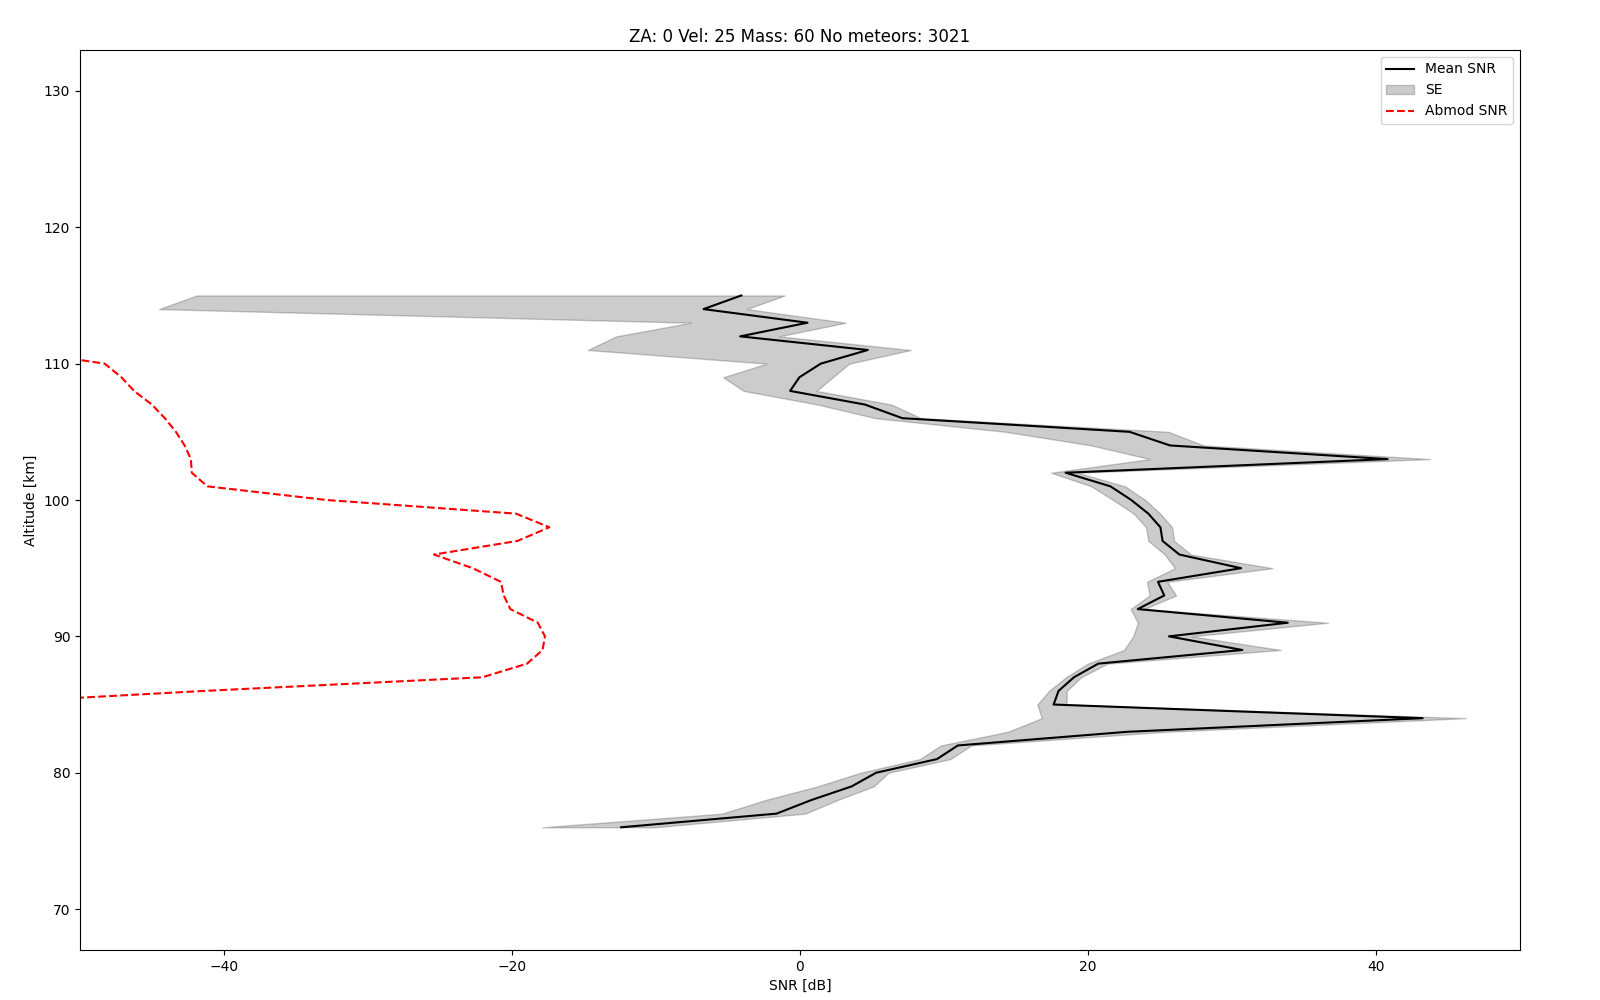 ZA: 0 Vel: 25 Mass: 60 No meteors: 3021
Mean SNR
SE
Abmod SNR
130
120
110
100
90
80
70
Altitude [km]
−40
−20
0
20
40
SNR [dB]